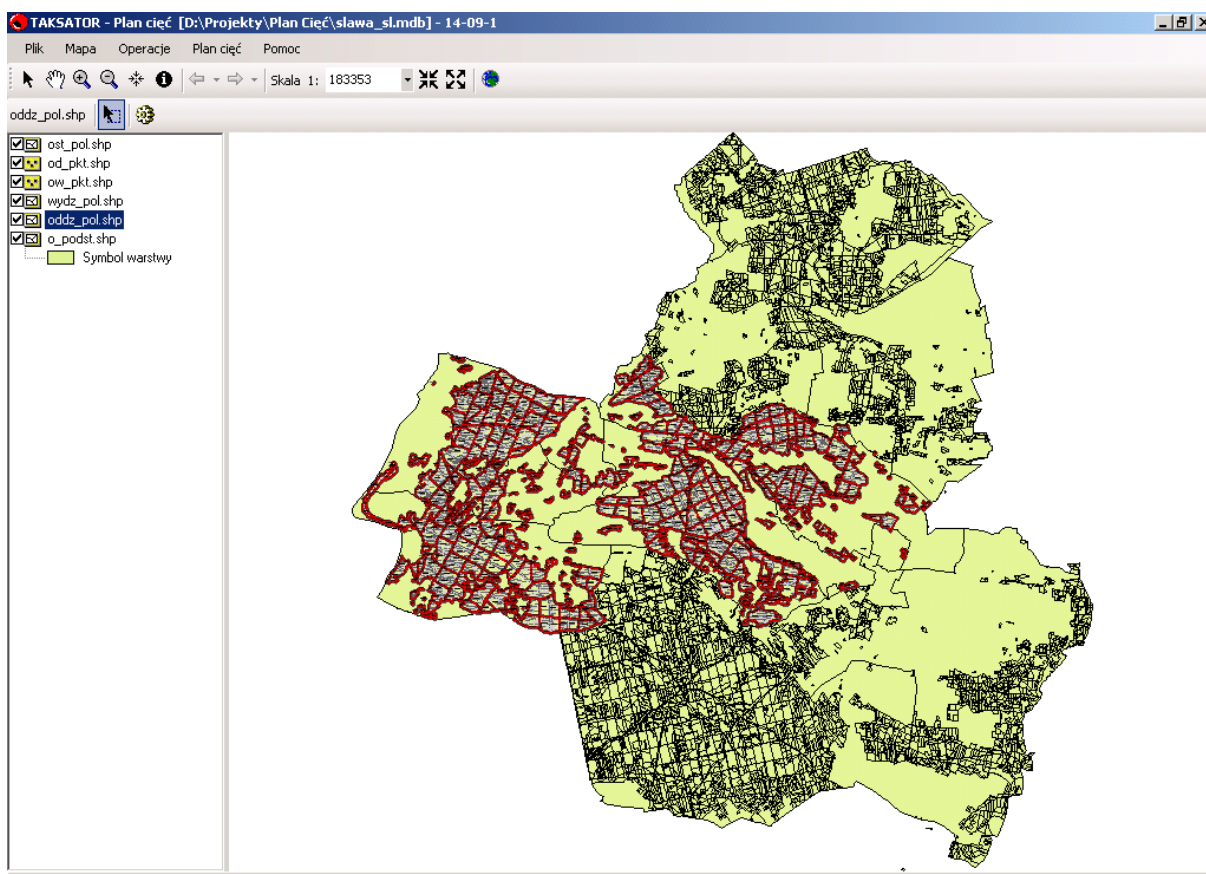 TAKSATOR - Plan cięć [D:\Projekty\Plan Cięć\slawa_sl.mdb] - 14-09-1
Plik Mapa Operacje Plan cięć Pomoc
Skala 1: 183353
oddz_pol.shp
ost_pol.shp
od_pkt.shp
ow_pkt.shp
wydz_pol.shp
oddz_pol.shp
o_podst.shp
Symbol warstwy